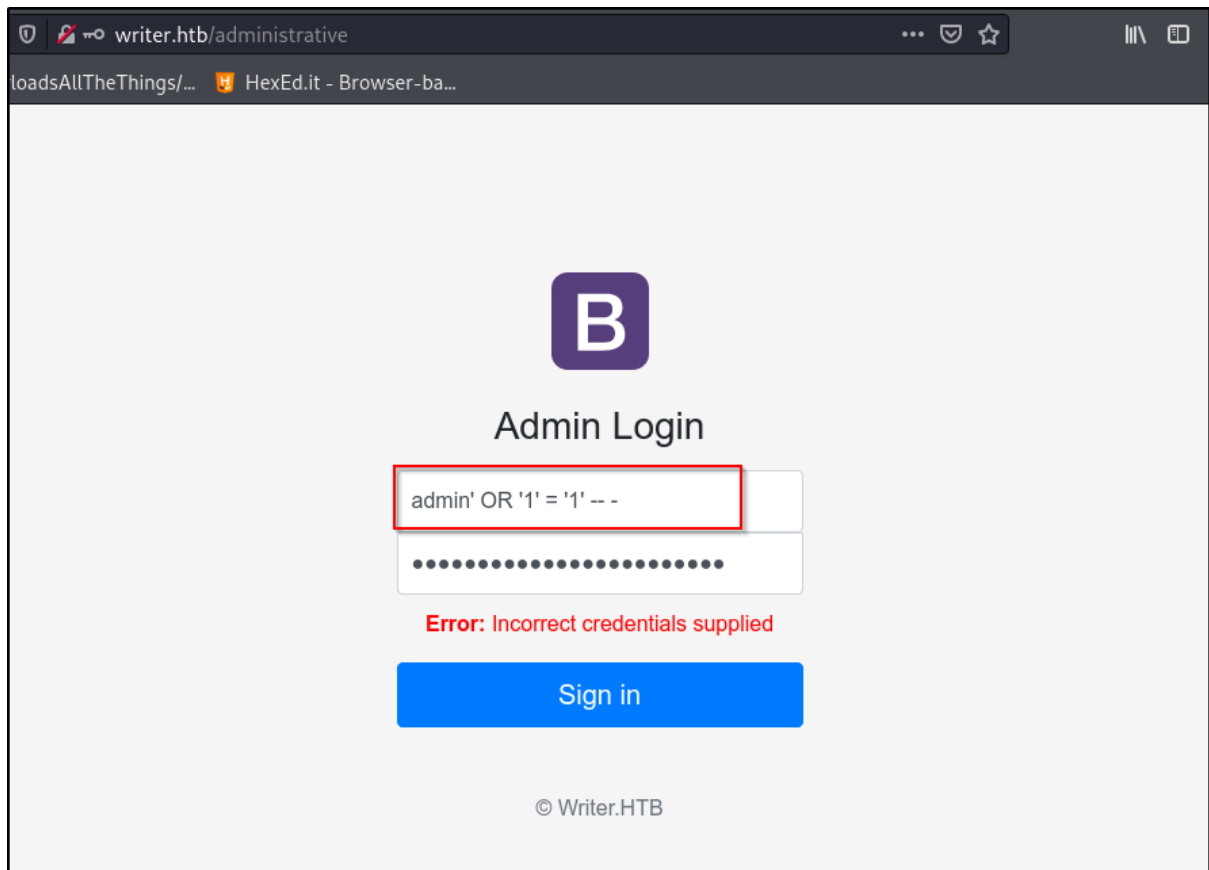 writer.htb/administrative
loadsAllTheThings/... HexEd.it - Browser-ba...
B
Admin Login
admin' OR '1' = '1' -- -
Error: Incorrect credentials supplied
Sign in
© Writer.HTB